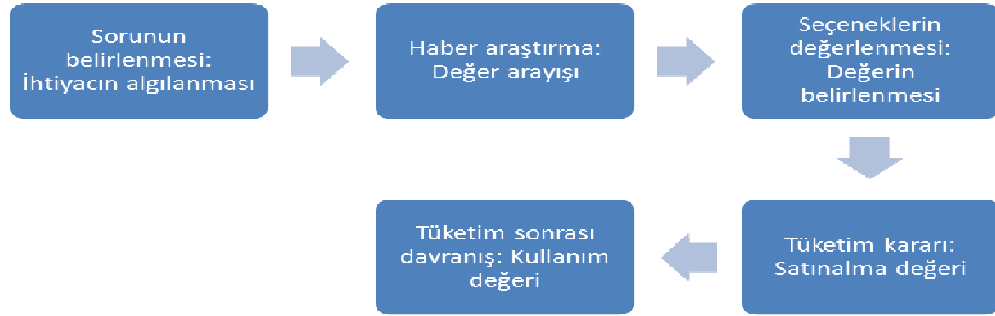 Sorunun
belirlenmesi:
İhtiyacın algılanması
Haber araştırma:
Değer arayışı
Seçeneklerin
değerlenmesi:
Değerin
belirlenmesi
Tüketim kararı:
Satınalma değeri
Tüketim sonrası
davranış: Kullanım
değeri